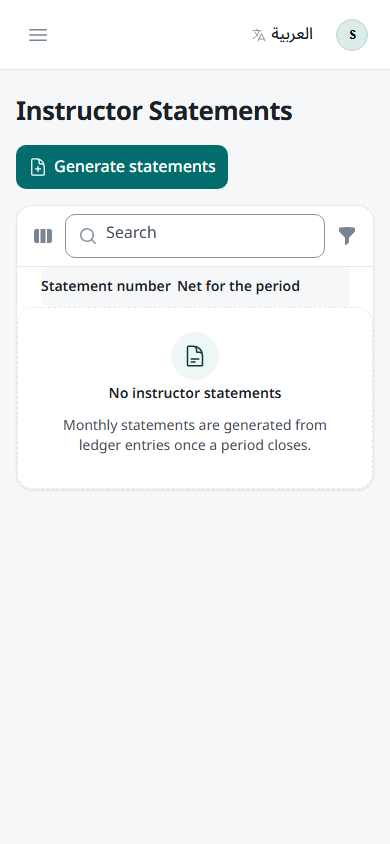 العربية
S
Instructor Statements
Generate statements
Search
Statement number Net for the period
No instructor statements
Monthly statements are generated from
ledger entries once a period closes.